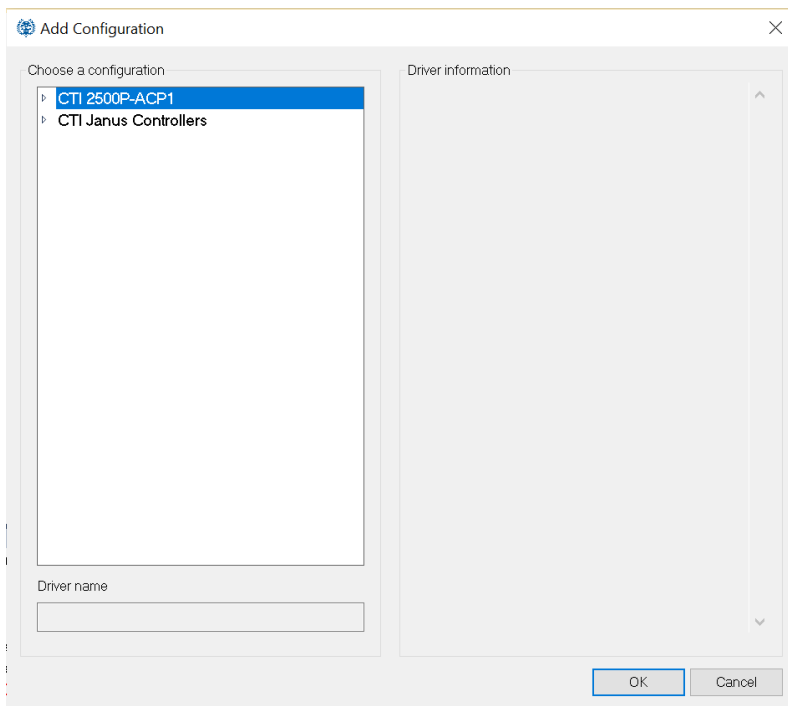 Add Configuration
Choose a configuration
CTI 2500P-ACP1
CTI Janus Controllers
Driver name
Driver information
OK
Cancel